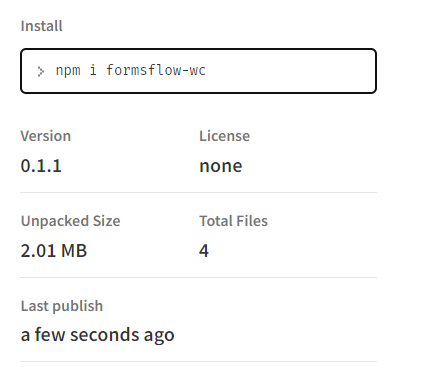 Install
> npm i formsflow-wc
Version License
0.1.1 none
Unpacked Size Total Files
2.01 MB 4
Last publish
a few seconds ago